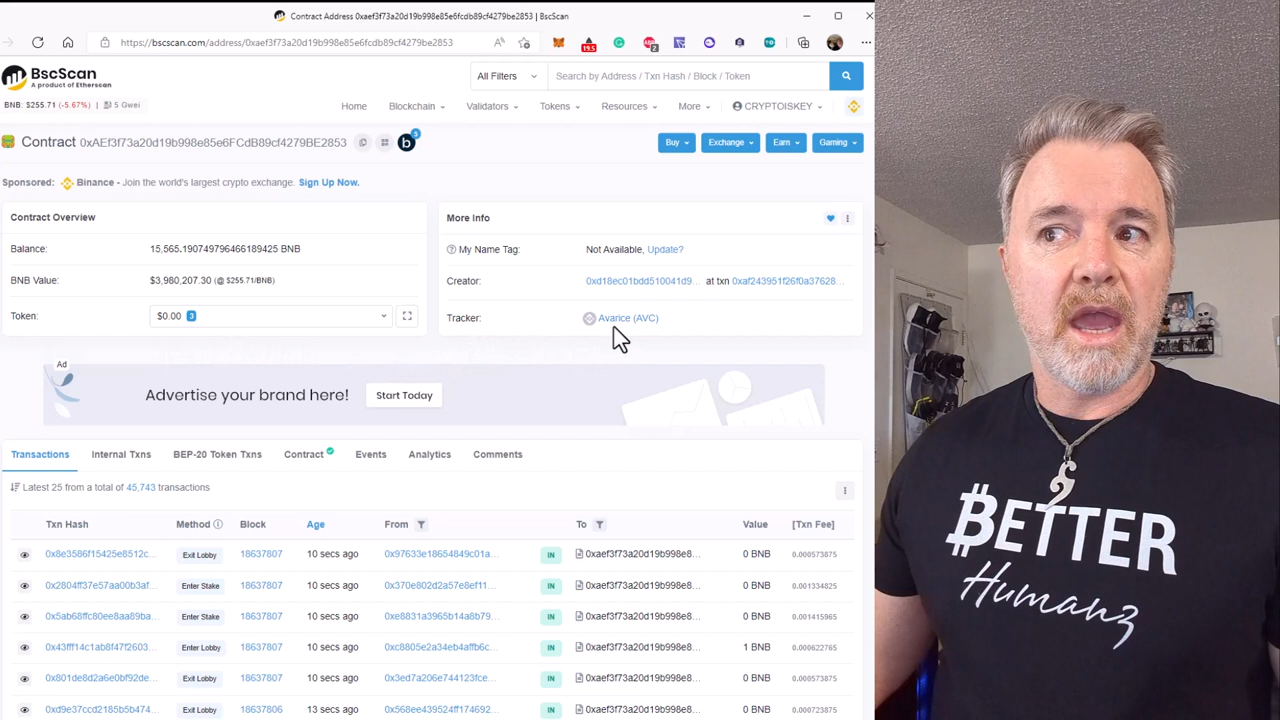 Contract Address 0xaef3f73a20d19b998e85e6fcdb89cf4279be2853 | BscScan
https://bscscan.com/address/0xaef3f73a20d19b998e85e6fcdb89cf4279be2853
19.5
2
BscScan
A product of Etherscan
All Filters
Search by Address / Txn Hash / Block / Token
BNB: $255.71 (-5.67%) | 5 Gwei
Home Blockchain Validators Tokens Resources More CRYPTOISKEY
Contract 0xAEf3f73a20d19b998e85e6FCdB89cf4279BE2853
b 3
Buy Exchange Earn Gaming
Sponsored: Binance - Join the world's largest crypto exchange. Sign Up Now.
Contract Overview
Balance: 15,565.190749796466189425 BNB
BNB Value: $3,980,207.30 (@ $255.71/BNB)
Token: $0.00 3
More Info
My Name Tag: Not Available, Update?
Creator: 0xd18ec01bdd510041d9... at txn 0xaf243951f26f0a37628...
Tracker: Avarice (AVC)
Ad
Advertise your brand here! Start Today
Transactions Internal Txns BEP-20 Token Txns Contract Events Analytics Comments
Latest 25 from a total of 45,743 transactions
Txn Hash Method Block Age From To Value [Txn Fee]
0x8e3586f15425e8512c... Exit Lobby 18637807 10 secs ago 0x97633e18654849c01a... IN 0xaef3f73a20d19b998e8... 0 BNB 0.000573875
0x2804ff37e57aa00b3af... Enter Stake 18637807 10 secs ago 0x370e802d2a57e8ef11... IN 0xaef3f73a20d19b998e8... 0 BNB 0.001334825
0x5ab68ffc80ee8aa89ba... Enter Stake 18637807 10 secs ago 0xe8831a3965b14a8b79... IN 0xaef3f73a20d19b998e8... 0 BNB 0.001415965
0x43fff14c1ab8f47f2603... Enter Lobby 18637807 10 secs ago 0xc8805e2a34eb4affb6c... IN 0xaef3f73a20d19b998e8... 1 BNB 0.000622765
0x801de8d2a6e0bf92de... Exit Lobby 18637807 10 secs ago 0x3ed7a206e744123fce... IN 0xaef3f73a20d19b998e8... 0 BNB 0.000573875
0xd9e37ccd2185b5b474... Exit Lobby 18637806 13 secs ago 0x568ee439524ff174692... IN 0xaef3f73a20d19b998e8... 0 BNB 0.000723875
₿ETTER
Humanz